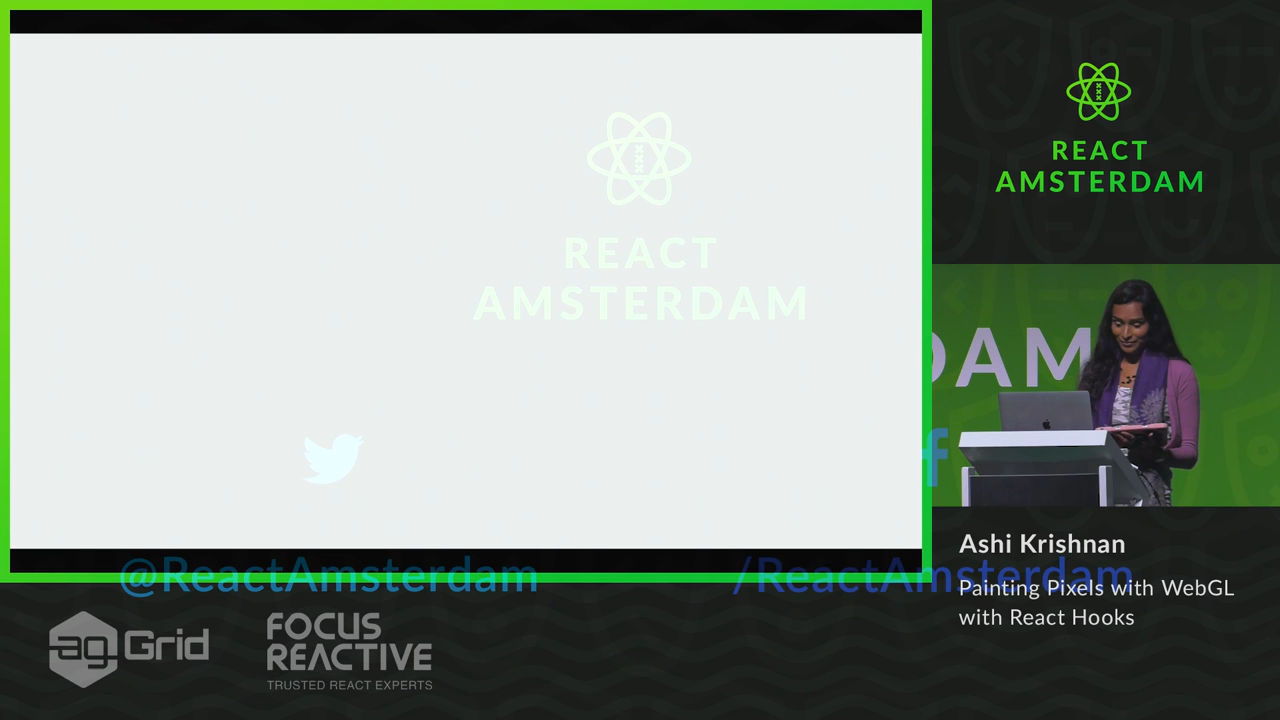 REACT
AMSTERDAM
REACT
AMSTERDAM
DAM
f
Ashi Krishnan
@ReactAmsterdam
/ReactAmsterdam
Painting Pixels with WebGL
with React Hooks
ag Grid
FOCUS
REACTIVE
TRUSTED REACT EXPERTS